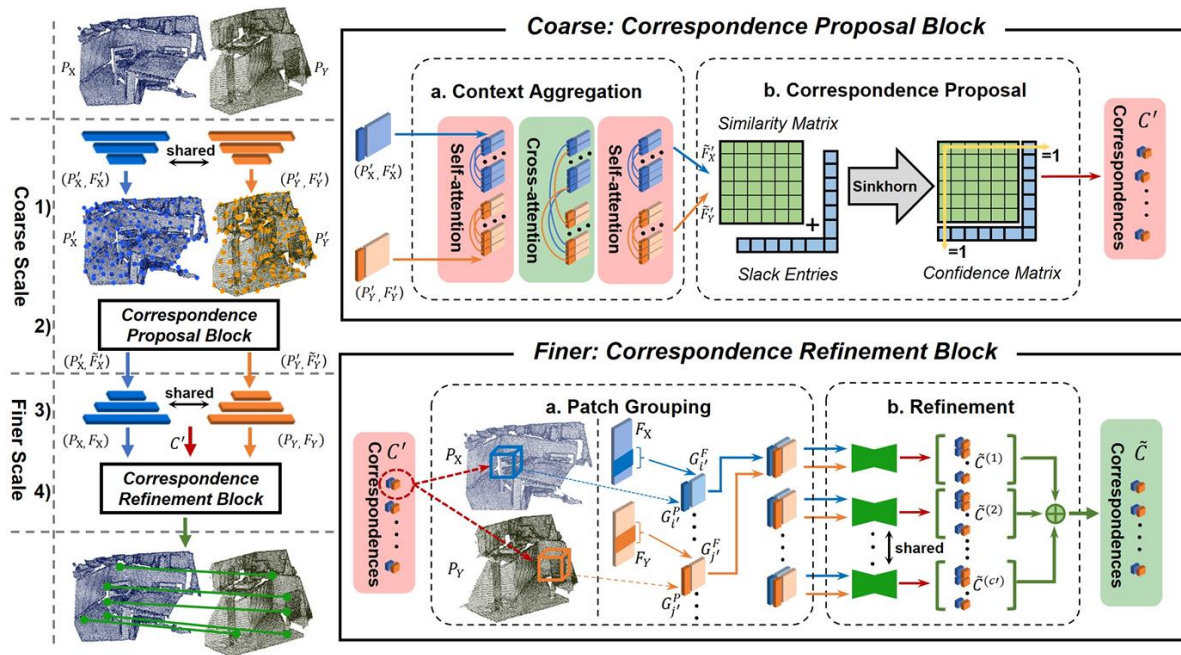 P_X
P_Y
shared
(P'_X, F'_X)
(P'_Y, F'_Y)
Coarse Scale
1)
P'_X
P'_Y
2)
Correspondence
Proposal Block
(P'_X, F̃'_X)
(P'_Y, F̃'_Y)
Finer Scale
3)
shared
(P_X, F_X)
C'
(P_Y, F_Y)
4)
Correspondence
Refinement Block
Coarse: Correspondence Proposal Block
a. Context Aggregation
(P'_X, F'_X)
(P'_Y, F'_Y)
Self-attention
Cross-attention
Self-attention
F̃'_X
F̃'_Y
b. Correspondence Proposal
Similarity Matrix
+
Slack Entries
Sinkhorn
=1
=1
Confidence Matrix
C'
Correspondences
Finer: Correspondence Refinement Block
C'
Correspondences
a. Patch Grouping
P_X
P_Y
F_X
G^F_{i'}
G^P_{i'}
F_Y
G^F_{j'}
G^P_{j'}
b. Refinement
shared
C̃^(1)
C̃^(2)
C̃^(c')
C̃
Correspondences